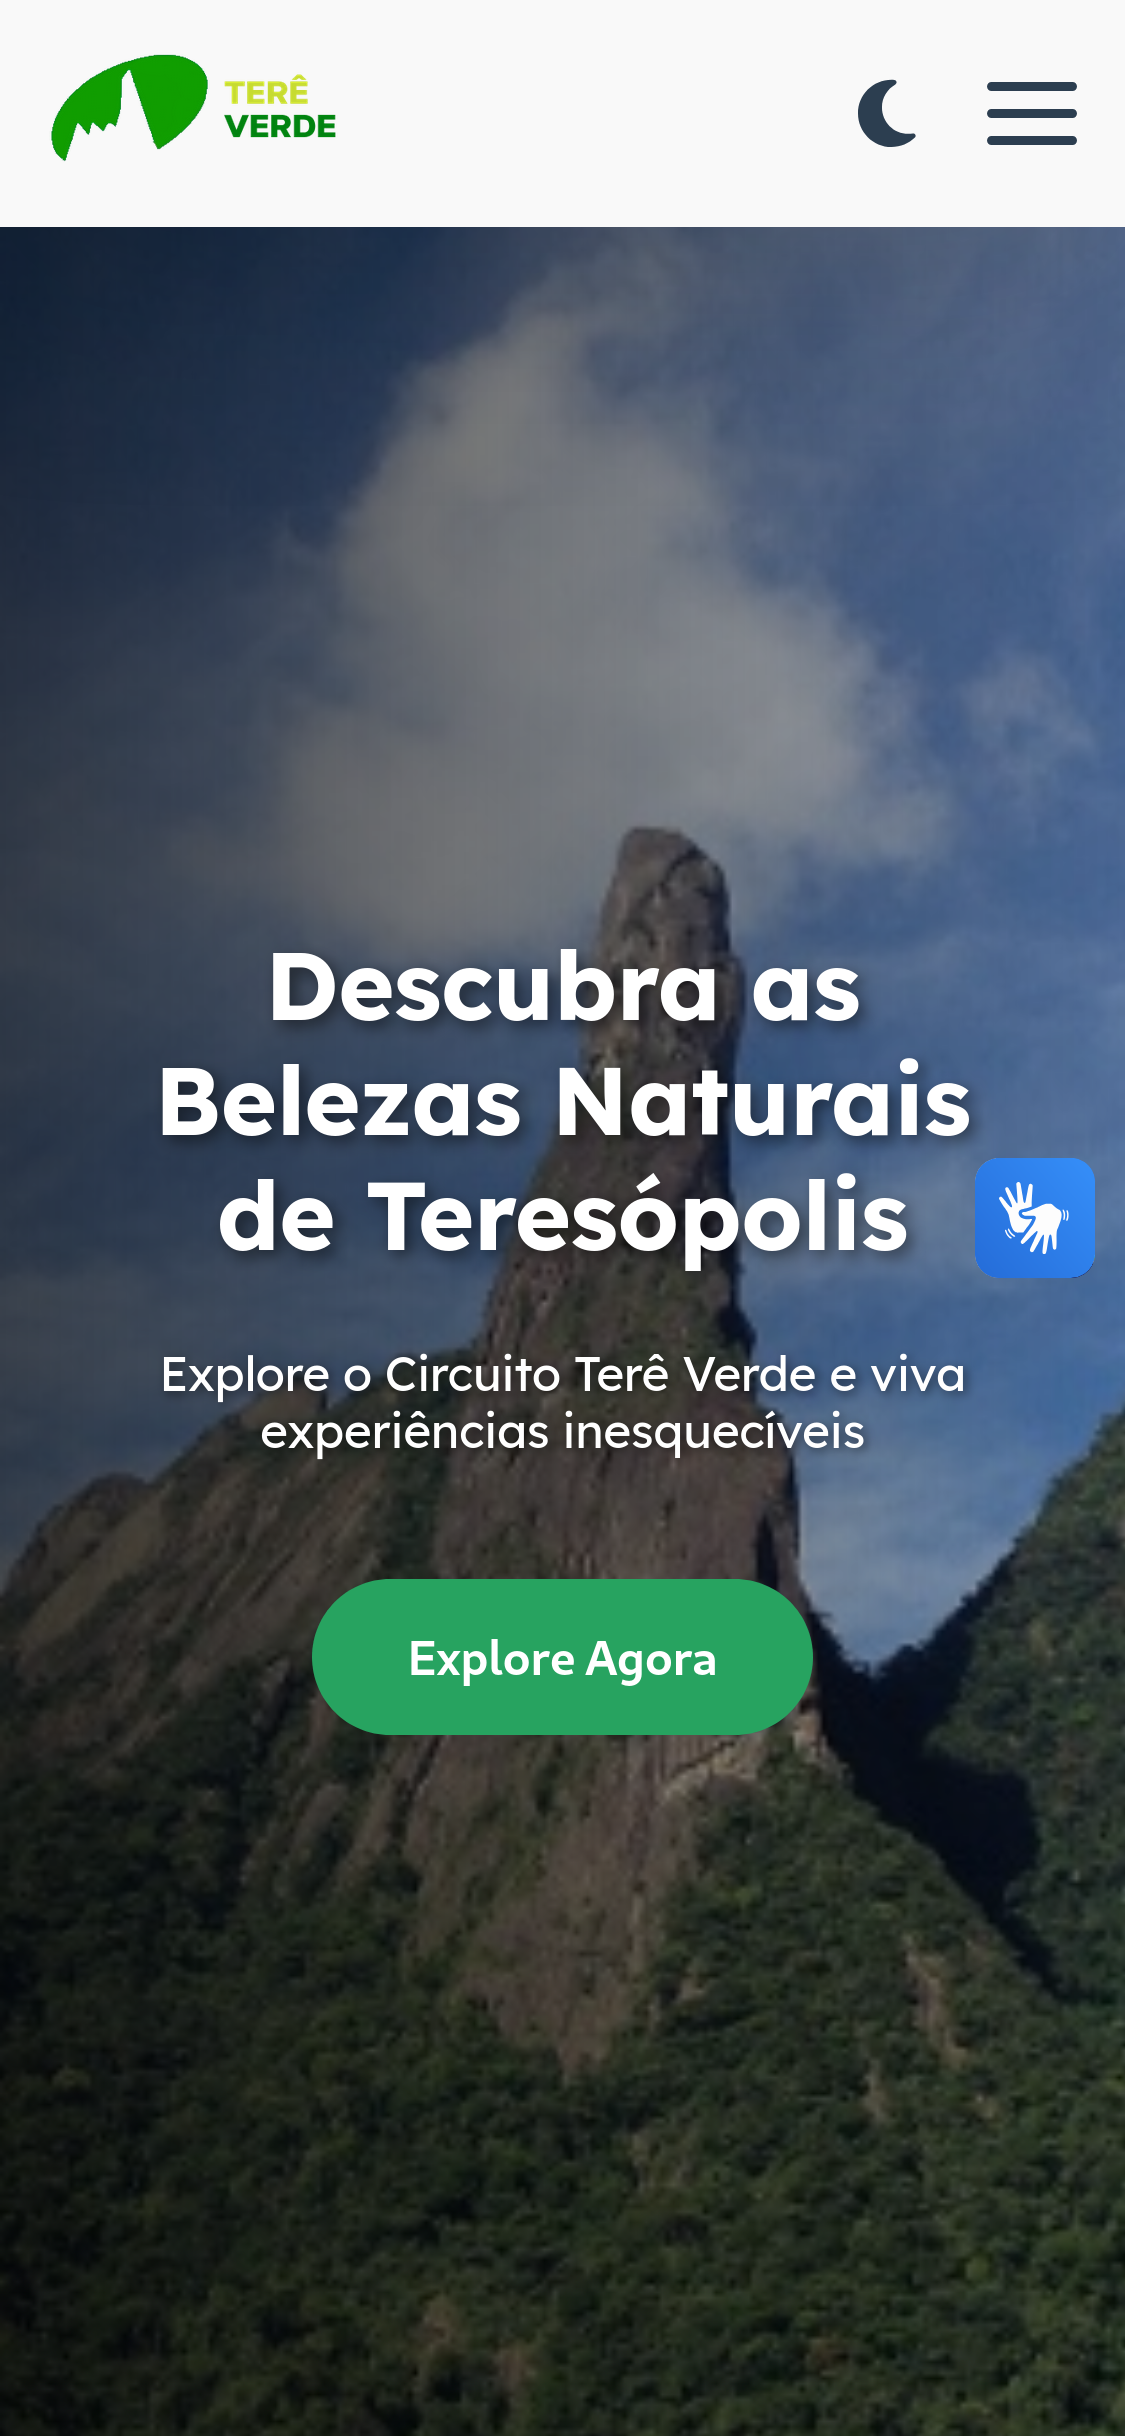 TERÊ
VERDE
Descubra as
Belezas Naturais
de Teresópolis
Explore o Circuito Terê Verde e viva
experiências inesquecíveis
Explore Agora